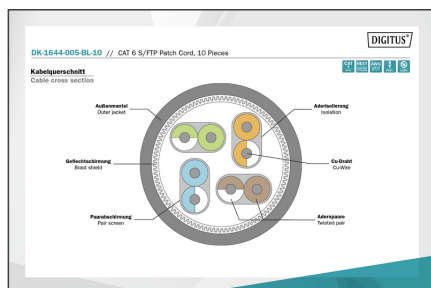 DIGITUS®
DK-1644-005-BL-10 // CAT 6 S/FTP Patch Cord, 10 Pieces
Kabelquerschnitt
Cable cross section
Außenmantel
Outer jacket
Aderisolierung
Isolation
Geflechtschirmung
Braid shield
Cu-Draht
Cu-Wire
Paarabschirmung
Pair screen
Adernpaare
Twisted pair